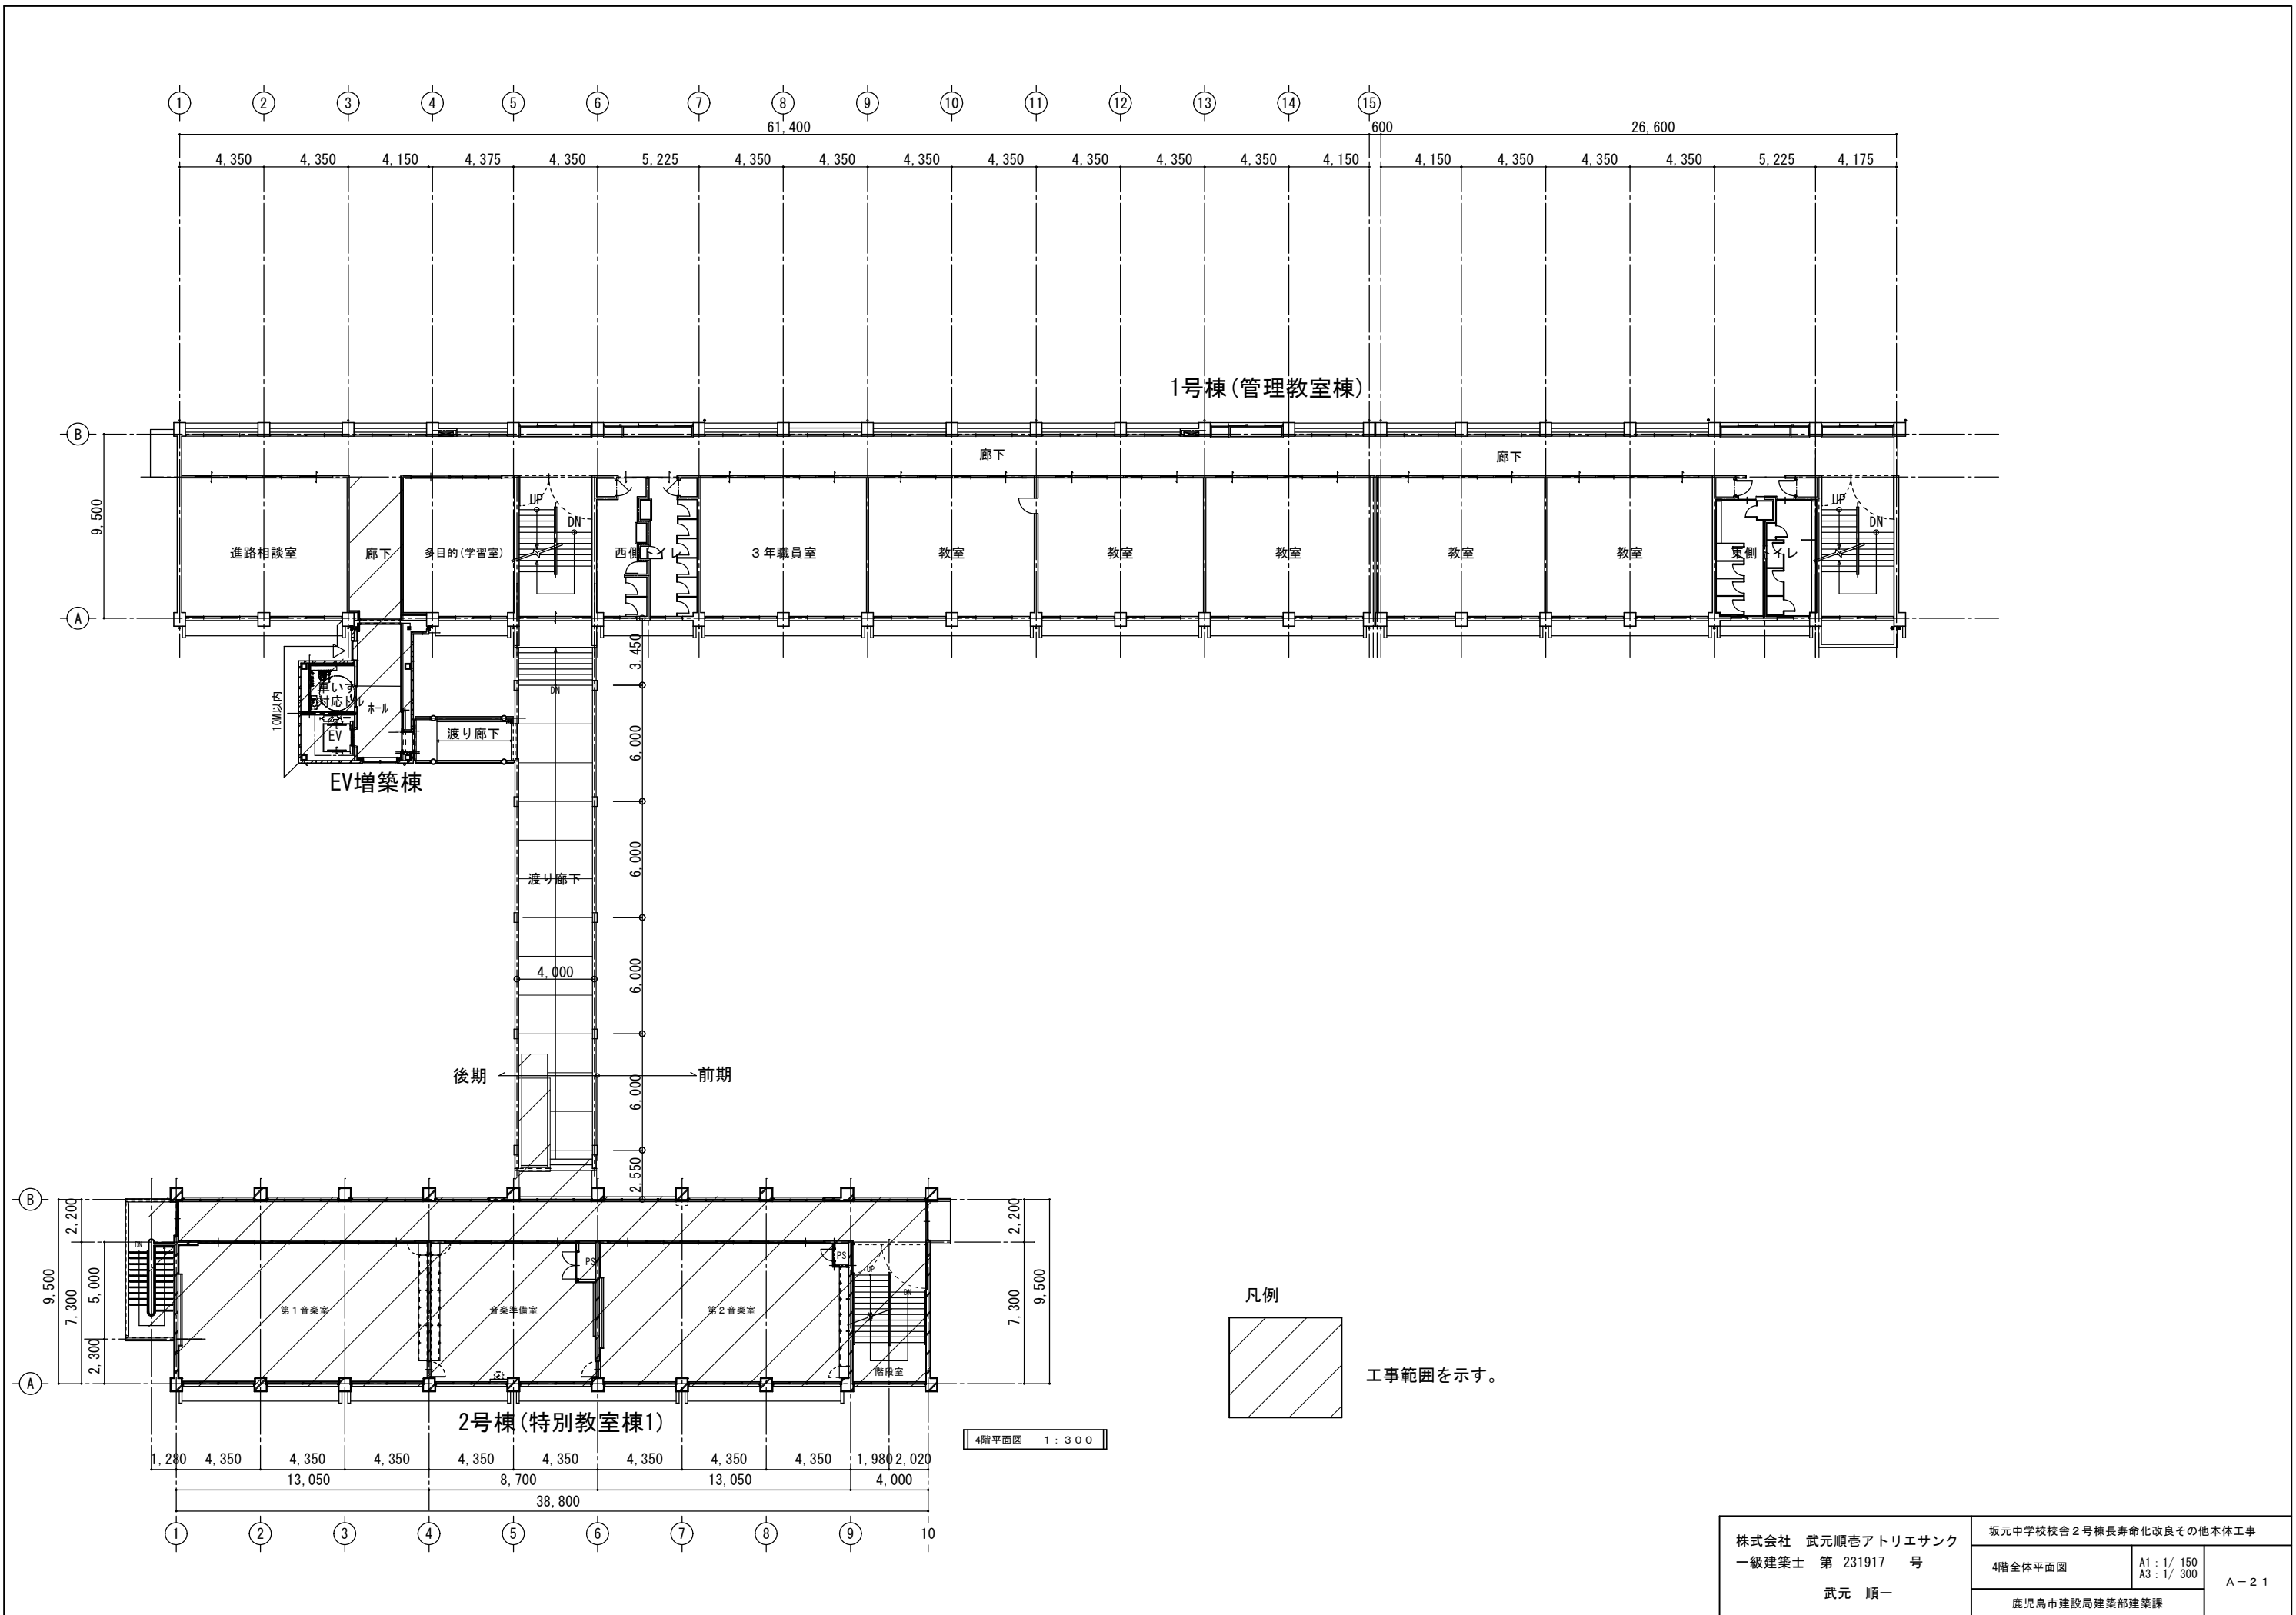 1 2 3 4 5 6 7 8 9 10 11 12 13 14 15
61,400 600 26,600
4,350 4,350 4,150 4,375 4,350 5,225 4,350 4,350 4,350 4,350 4,350 4,350 4,350 4,150 4,150 4,350 4,350 4,350 5,225 4,175
1号棟(管理教室棟)
B
廊下 廊下
9,500
UP DN UP DN
進路相談室 廊下 多目的(学習室) 西側トイレ 3年職員室 教室 教室 教室 教室 教室 東側トイレ
A
3,450
DN
10M以内
車いす
対応トイレ
ホール
EV
渡り廊下
6,000
EV増築棟
6,000
渡り廊下
4,000
6,000
後期 前期
6,000
2,550
B
2,200 2,200
DN PS PS UP DN
9,500 7,300 5,000 7,300 9,500
第1音楽室 音楽準備室 第2音楽室
2,300
階段室
A
凡例
工事範囲を示す。
2号棟(特別教室棟1)
4階平面図 1:300
1,280 4,350 4,350 4,350 4,350 4,350 4,350 4,350 4,350 1,980 2,020
13,050 8,700 13,050 4,000
38,800
1 2 3 4 5 6 7 8 9 10
株式会社 武元順壱アトリエサンク
一級建築士 第 231917 号
武元 順一
坂元中学校校舎2号棟長寿命化改良その他本体工事
4階全体平面図
A1:1/ 150
A3:1/ 300
A-21
鹿児島市建設局建築部建築課